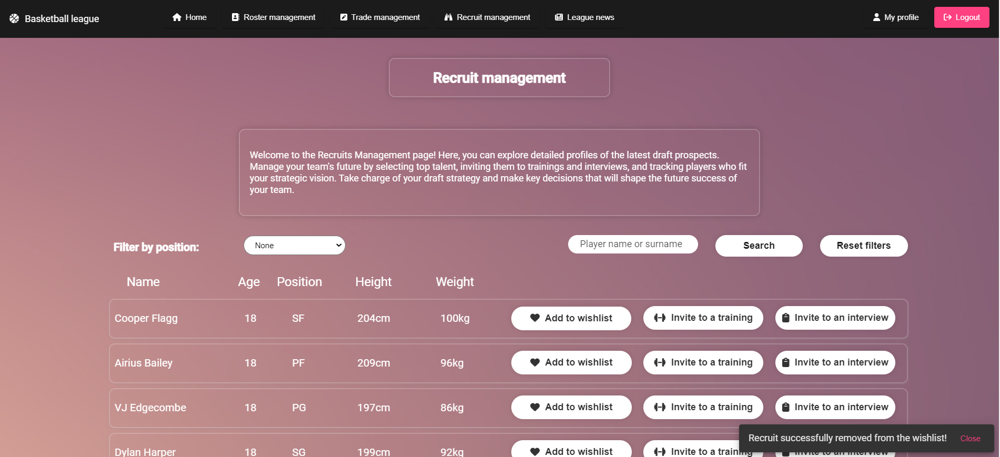 Basketball league
Home
Roster management
Trade management
Recruit management
League news
My profile
Logout
Recruit management
Welcome to the Recruits Management page! Here, you can explore detailed profiles of the latest draft prospects.
Manage your team's future by selecting top talent, inviting them to trainings and interviews, and tracking players who fit
your strategic vision. Take charge of your draft strategy and make key decisions that will shape the future success of
your team.
Filter by position:
None
Player name or surname
Search
Reset filters
Name Age Position Height Weight
Cooper Flagg 18 SF 204cm 100kg Add to wishlist Invite to a training Invite to an interview
Airius Bailey 18 PF 209cm 96kg Add to wishlist Invite to a training Invite to an interview
VJ Edgecombe 18 PG 197cm 86kg Add to wishlist Invite to a training Invite to an interview
Dylan Harper 18 SG 199cm 92kg Add to wishlist Invite to a training Invite to an interview
Recruit successfully removed from the wishlist! Close